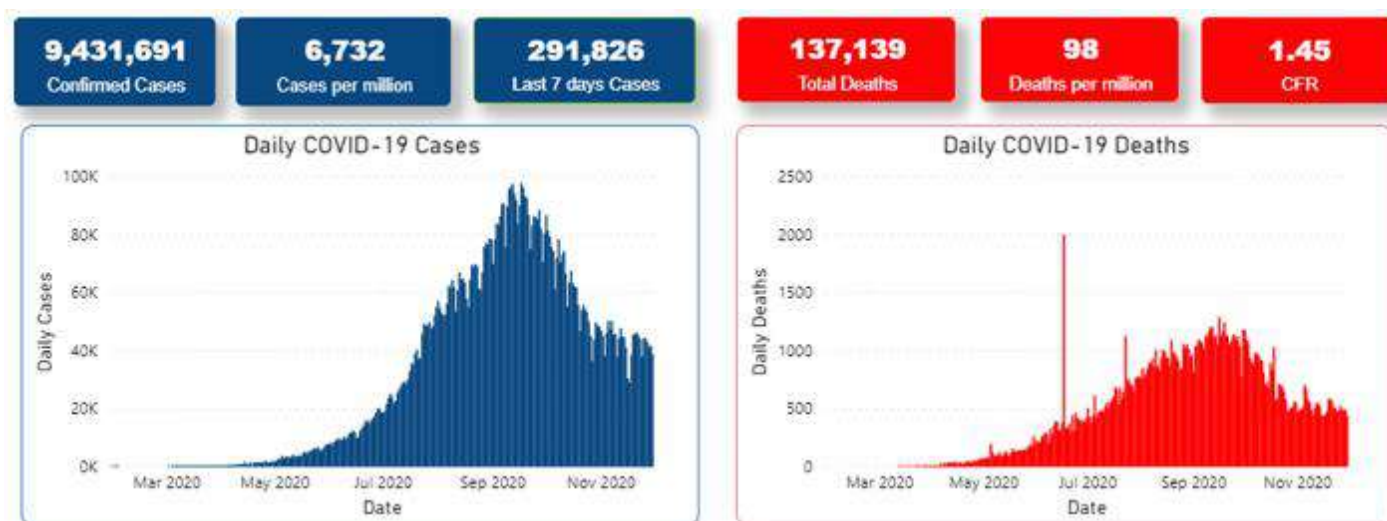 9,431,691
Confirmed Cases
6,732
Cases per million
291,826
Last 7 days Cases
137,139
Total Deaths
98
Deaths per million
1.45
CFR
Daily COVID-19 Cases
100K
80K
60K
40K
20K
0K
Daily Cases
Mar 2020 May 2020 Jul 2020 Sep 2020 Nov 2020
Date
Daily COVID-19 Deaths
2500
2000
1500
1000
500
0
Daily Deaths
Mar 2020 May 2020 Jul 2020 Sep 2020 Nov 2020
Date